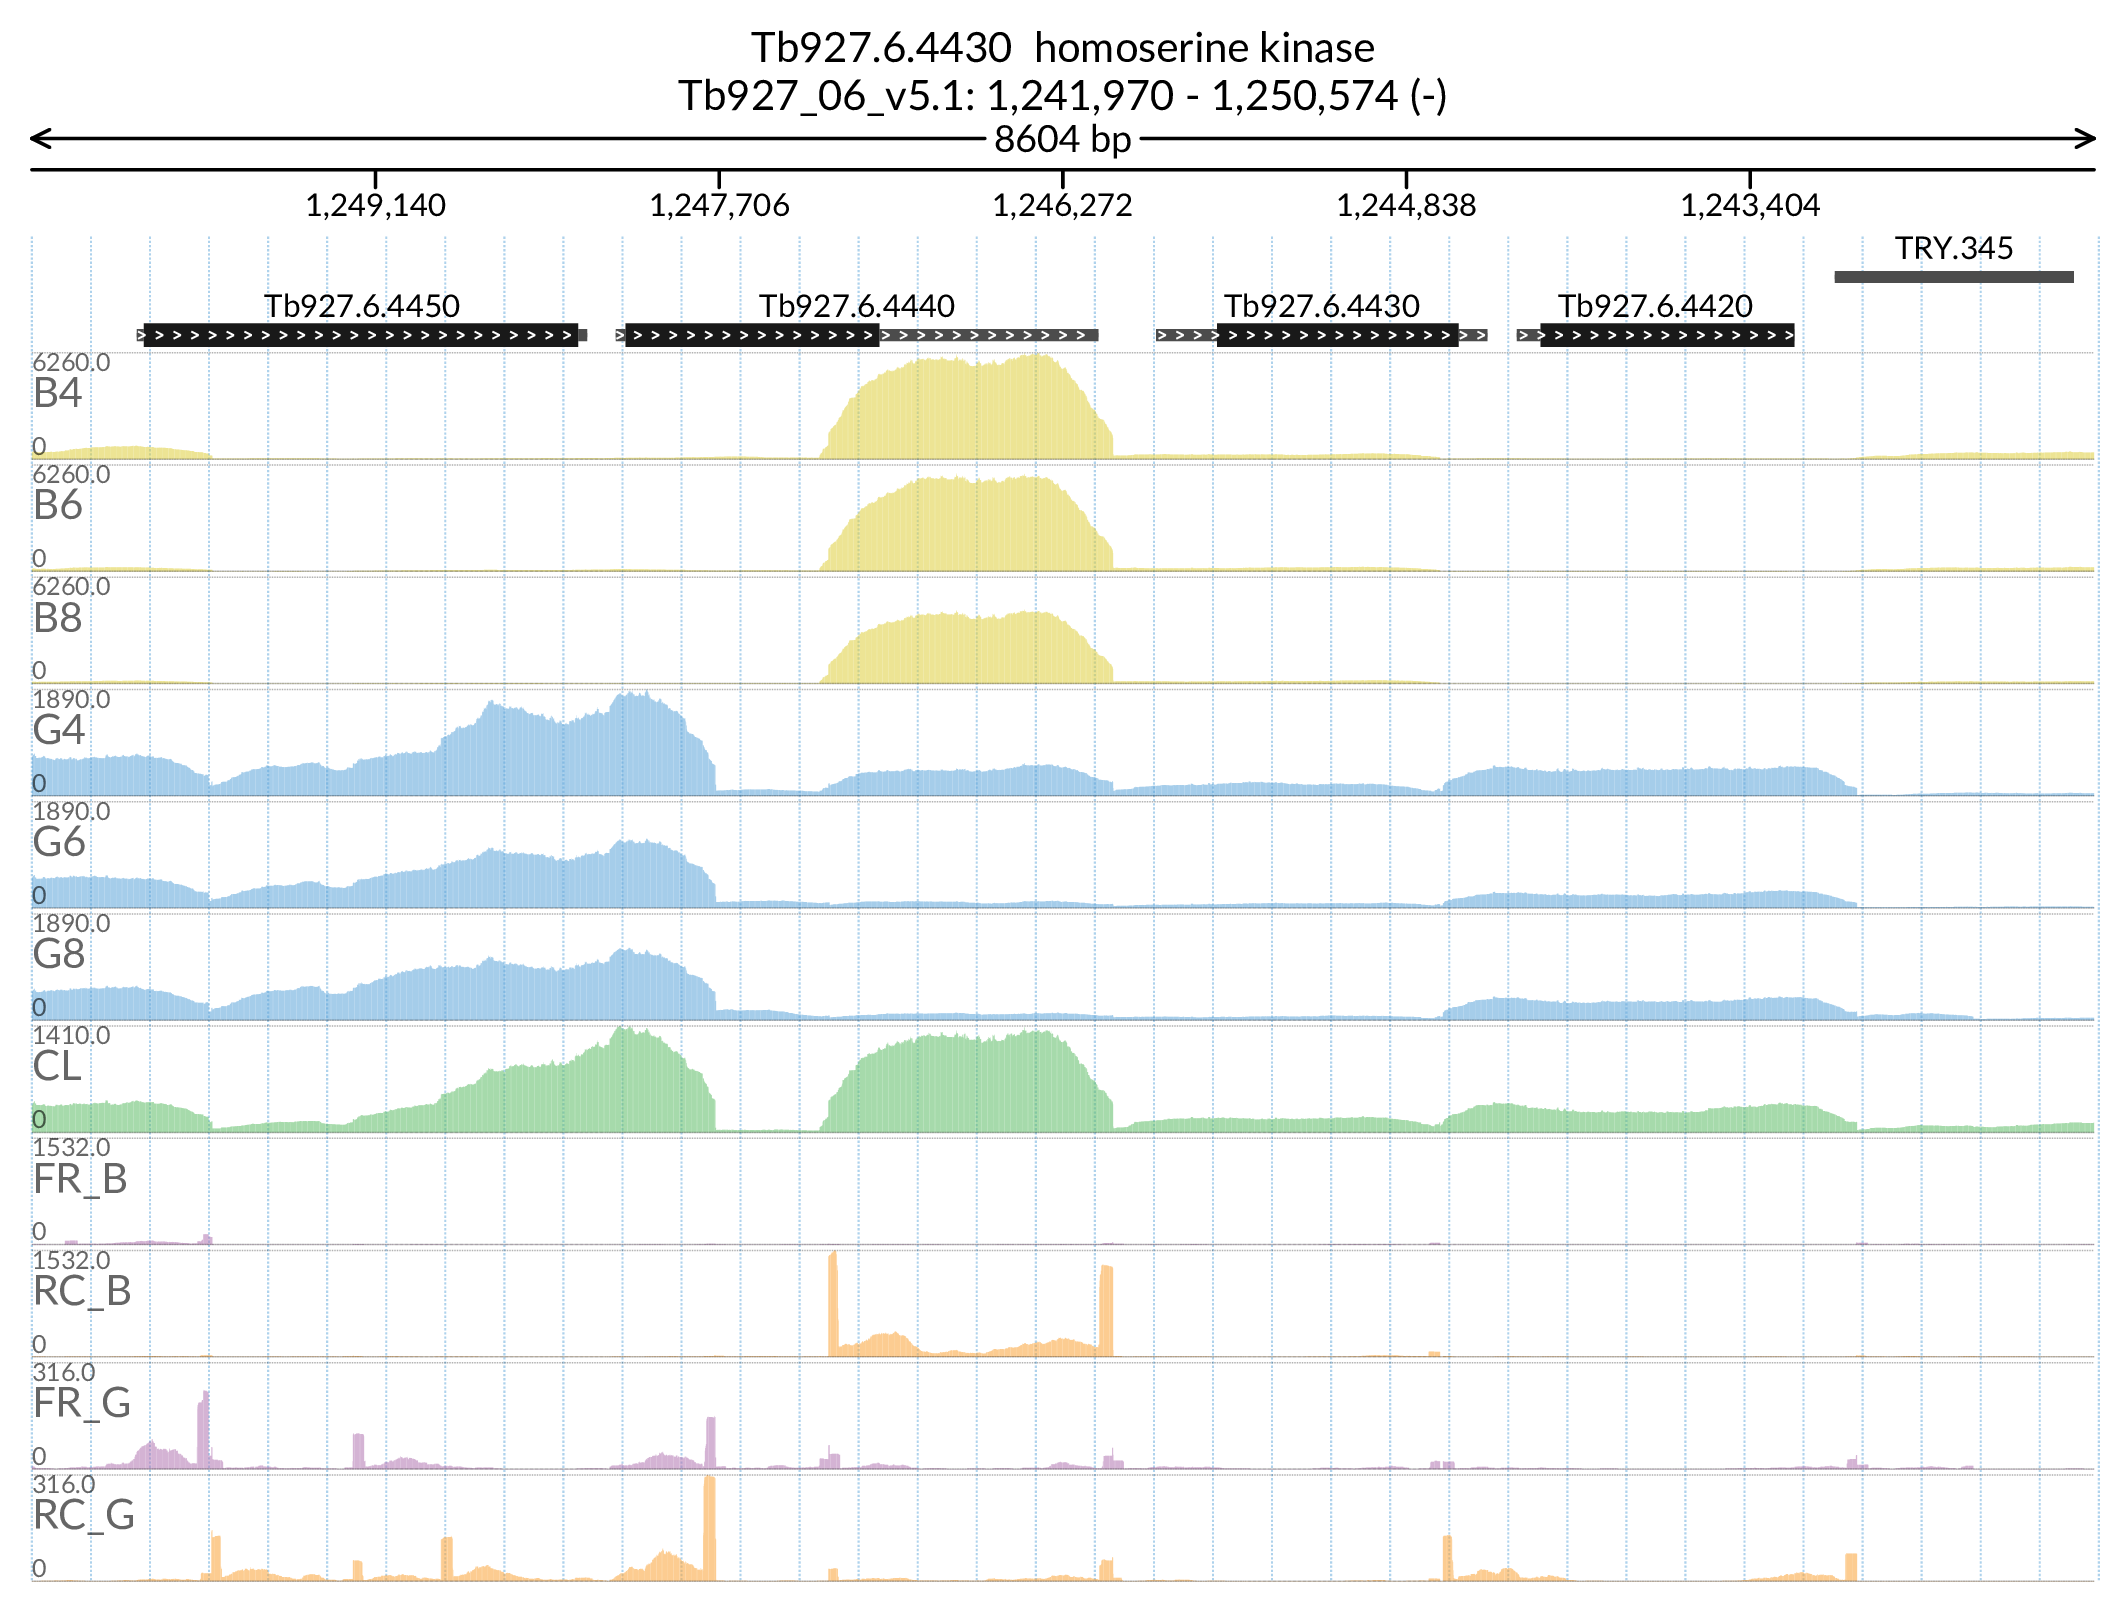 Tb927.6.4430 homoserine kinase
Tb927_06_v5.1: 1,241,970 - 1,250,574 (-)
8604 bp
1,249,140 1,247,706 1,246,272 1,244,838 1,243,404
TRY.345
Tb927.6.4450 Tb927.6.4440 Tb927.6.4430 Tb927.6.4420
6260.0
B4
0
6260.0
B6
0
6260.0
B8
0
1890.0
G4
0
1890.0
G6
0
1890.0
G8
0
1410.0
CL
0
1532.0
FR_B
0
1532.0
RC_B
0
316.0
FR_G
0
316.0
RC_G
0